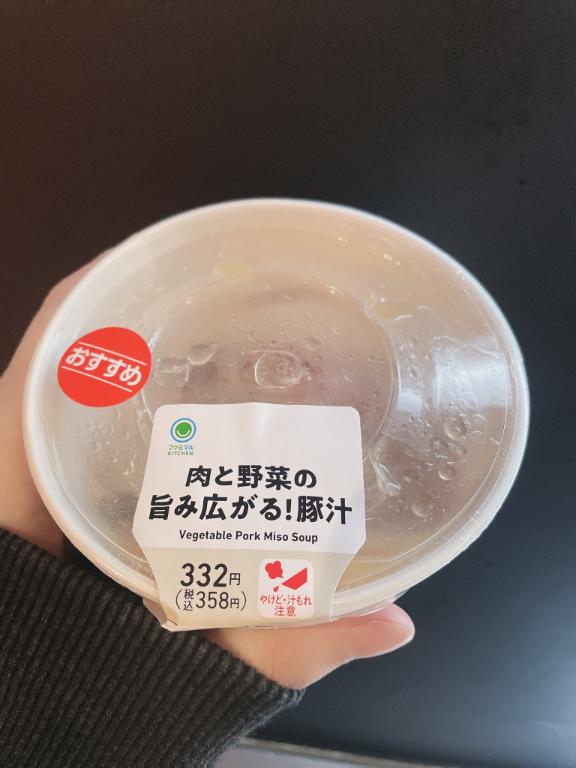 おすすめ
ファミマル
KITCHEN
肉と野菜の
旨み広がる!豚汁
Vegetable Pork Miso Soup
332円
(税込358円)
やけど・汁もれ
注意